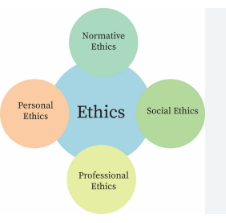 Normative
Ethics
Personal
Ethics
Ethics
Social Ethics
Professional
Ethics